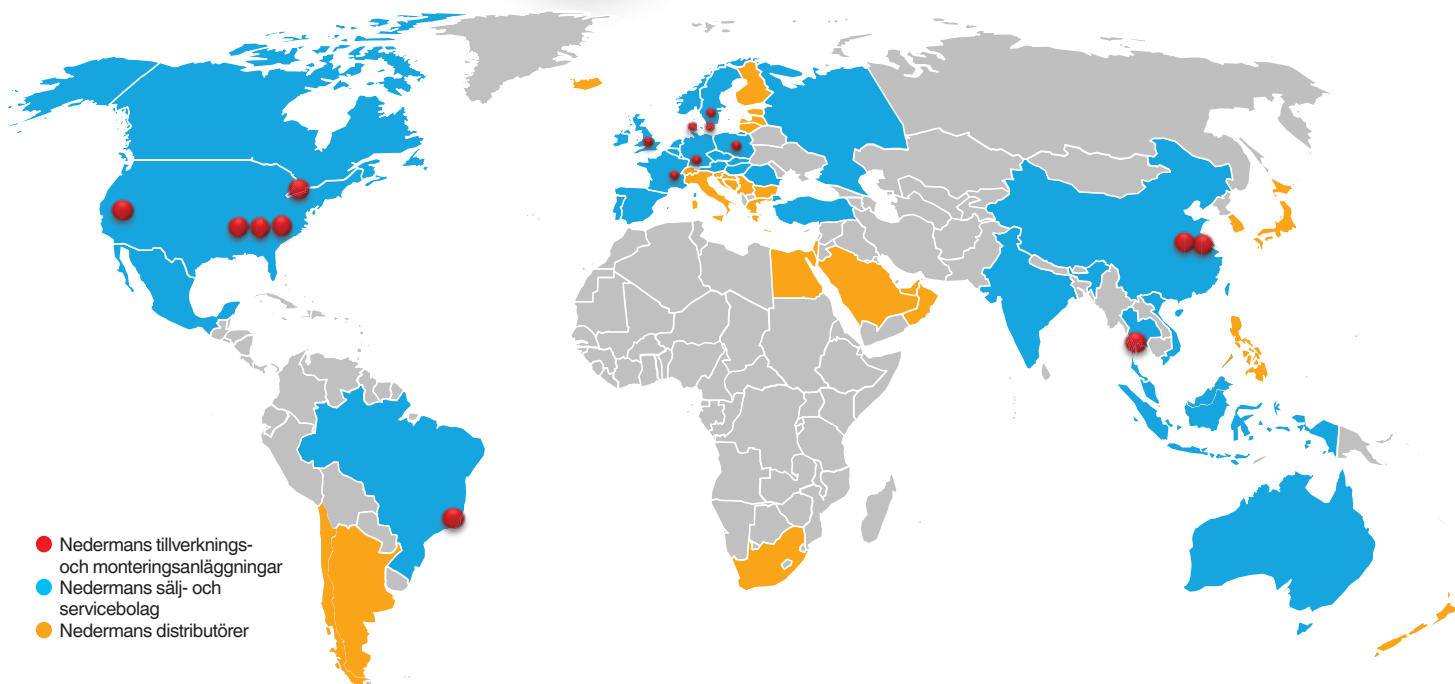 Nedermans tillverknings-
och monteringsanläggningar
Nedermans sälj- och
servicebolag
Nedermans distributörer